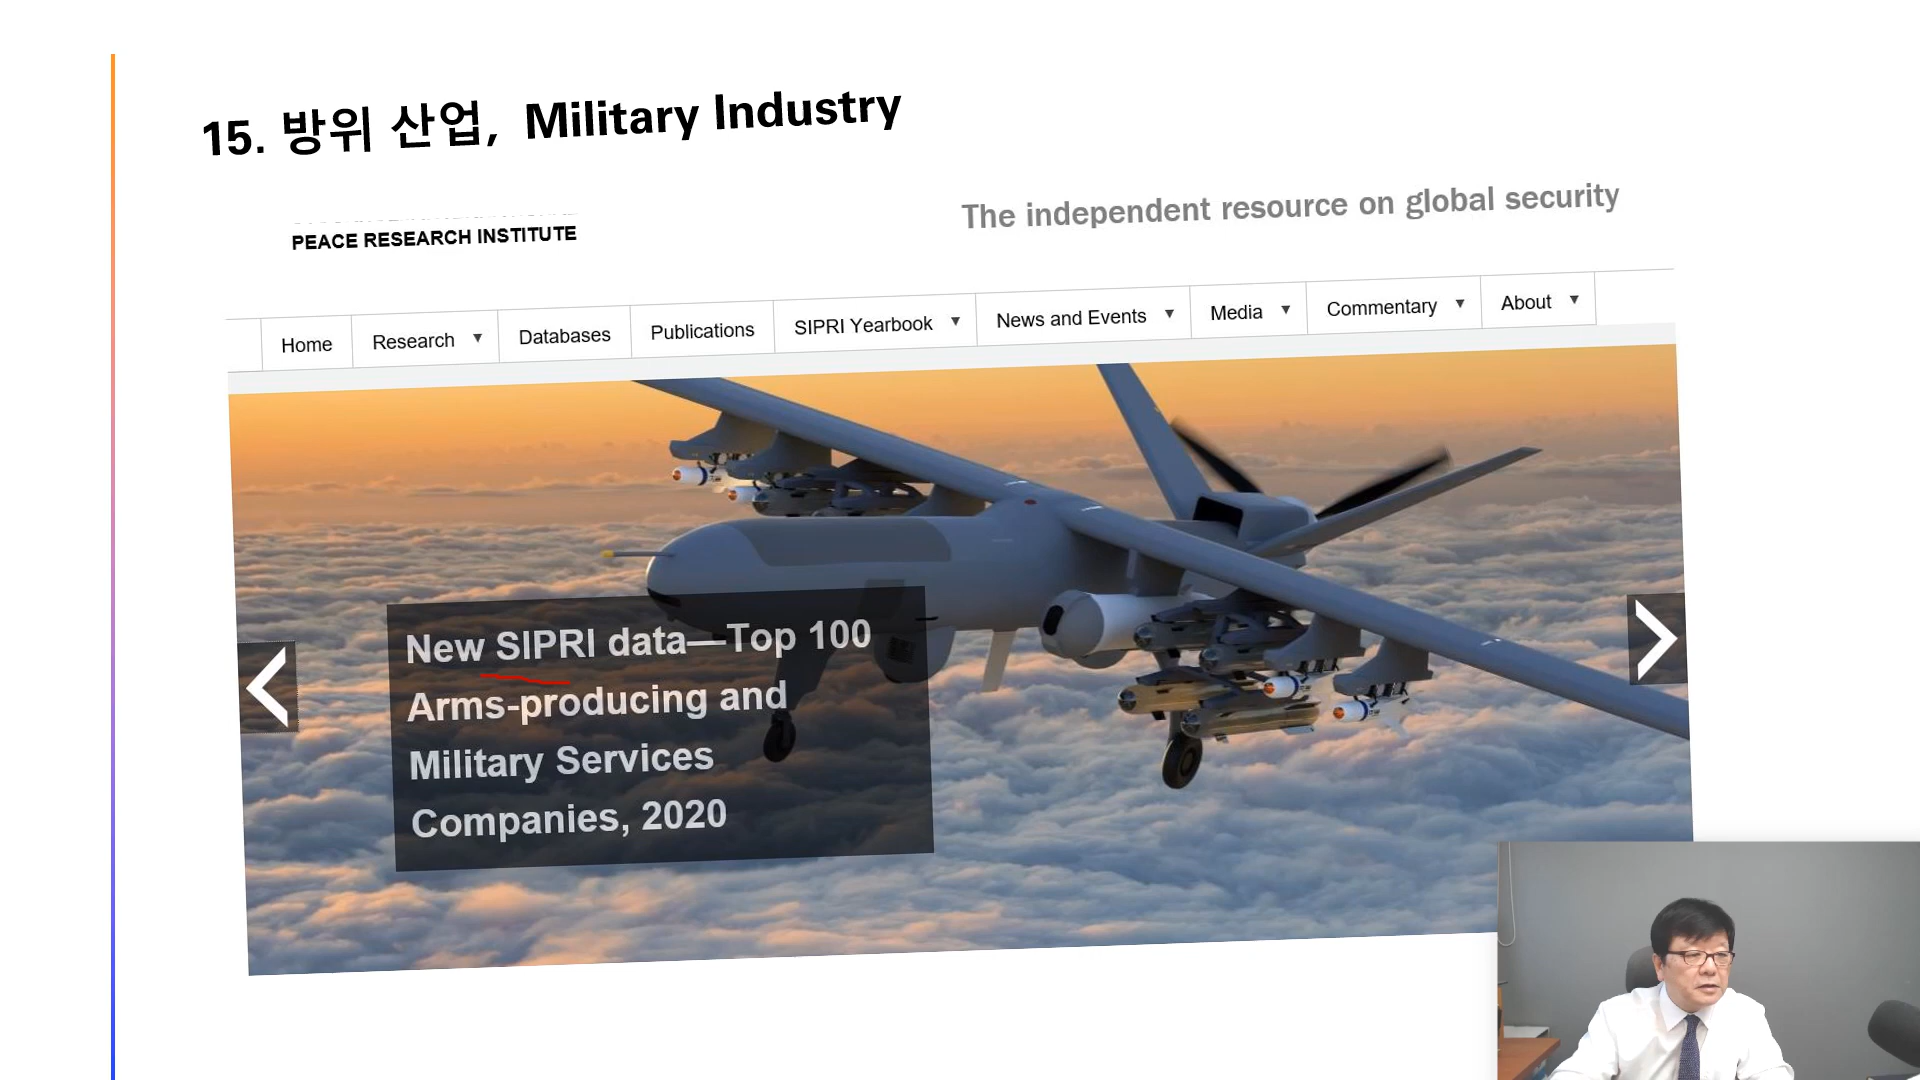 15. 방위 산업, Military Industry
PEACE RESEARCH INSTITUTE
The independent resource on global security
Home Research Databases Publications SIPRI Yearbook News and Events Media Commentary About
New SIPRI data—Top 100
Arms-producing and
Military Services
Companies, 2020